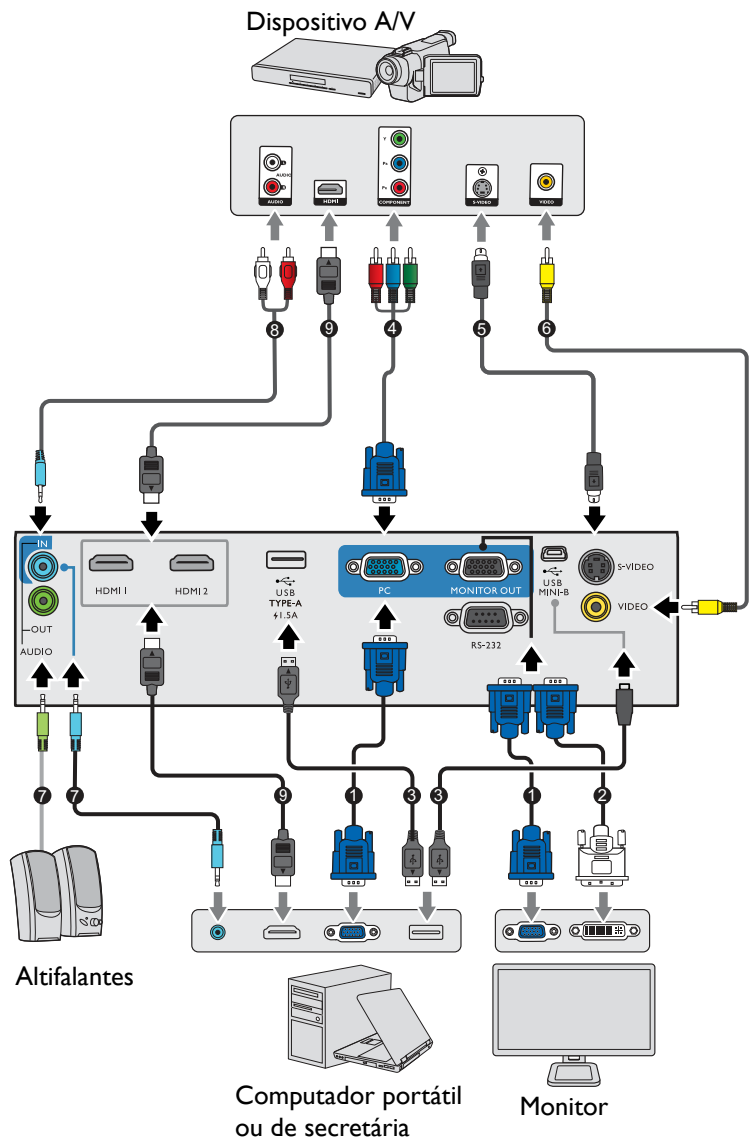 Dispositivo A/V
AUDIO
AUDIO
HDMI
Y
PB
PR
COMPONENT
S-VIDEO
VIDEO
8
9
4
5
6
IN
OUT
AUDIO
HDMI 1
HDMI 2
USB
TYPE-A
1.5A
PC
MONITOR OUT
RS-232
USB
MINI-B
S-VIDEO
VIDEO
7
7
9
1
3
3
1
2
Altifalantes
Computador portátil
ou de secretária
Monitor